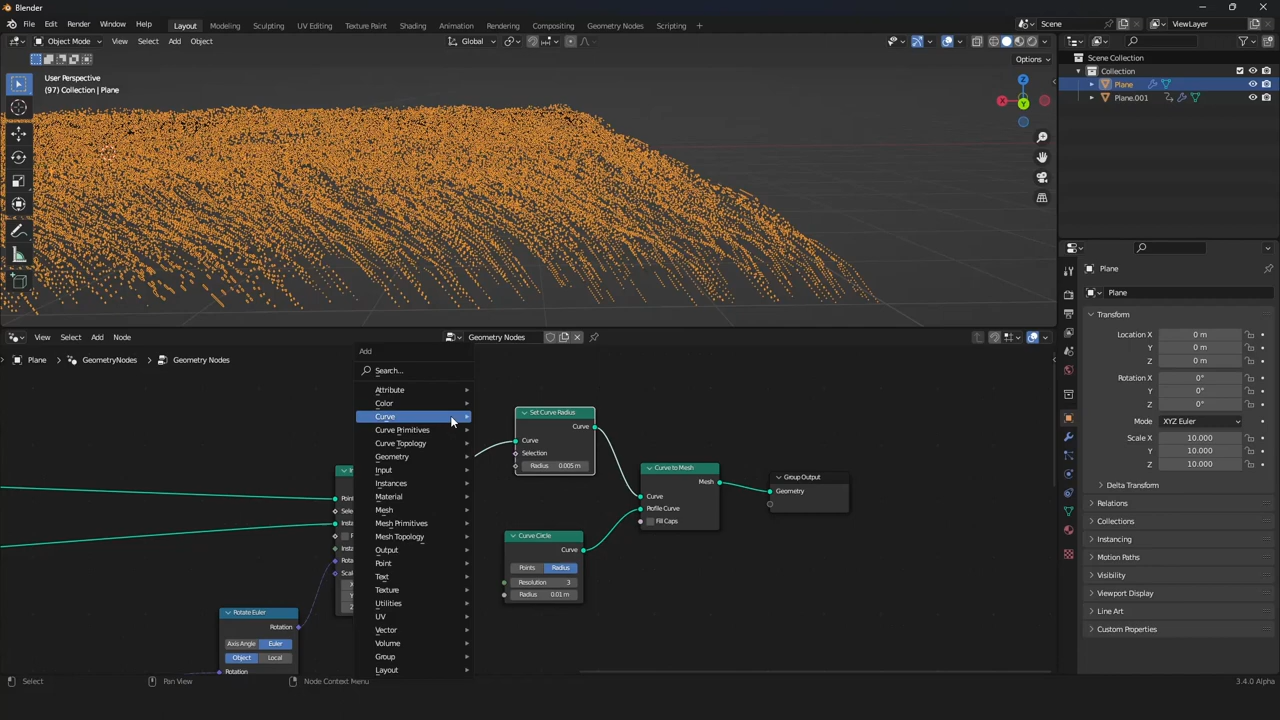 Blender
File Edit Render Window Help Layout Modeling Sculpting UV Editing Texture Paint Shading Animation Rendering Compositing Geometry Nodes Scripting + Scene ViewLayer
Object Mode View Select Add Object Global
Options
User Perspective
(97) Collection | Plane
Z
X
Y
Scene Collection
Collection
Plane
Plane.001
Plane
Plane
Transform
Location X 0 m
Y 0 m
Z 0 m
Rotation X 0°
Y 0°
Z 0°
Mode XYZ Euler
Scale X 10.000
Y 10.000
Z 10.000
Delta Transform
Relations
Collections
Instancing
Motion Paths
Visibility
Viewport Display
Line Art
Custom Properties
View Select Add Node Geometry Nodes
Plane > GeometryNodes > Geometry Nodes
Add
Search...
Attribute
Color
Curve
Curve Primitives
Curve Topology
Geometry
Input
Instances
Material
Mesh
Mesh Primitives
Mesh Topology
Output
Point
Text
Texture
Utilities
UV
Vector
Volume
Group
Layout
Set Curve Radius
Curve
Curve
Selection
Radius 0.005 m
Curve to Mesh
Mesh
Curve
Profile Curve
Fill Caps
Group Output
Geometry
Curve Circle
Curve
Points Radius
Resolution 3
Radius 0.01 m
Rotate Euler
Rotation
Axis Angle Euler
Object Local
Rotation
Select Pan View Node Context Menu 3.4.0 Alpha